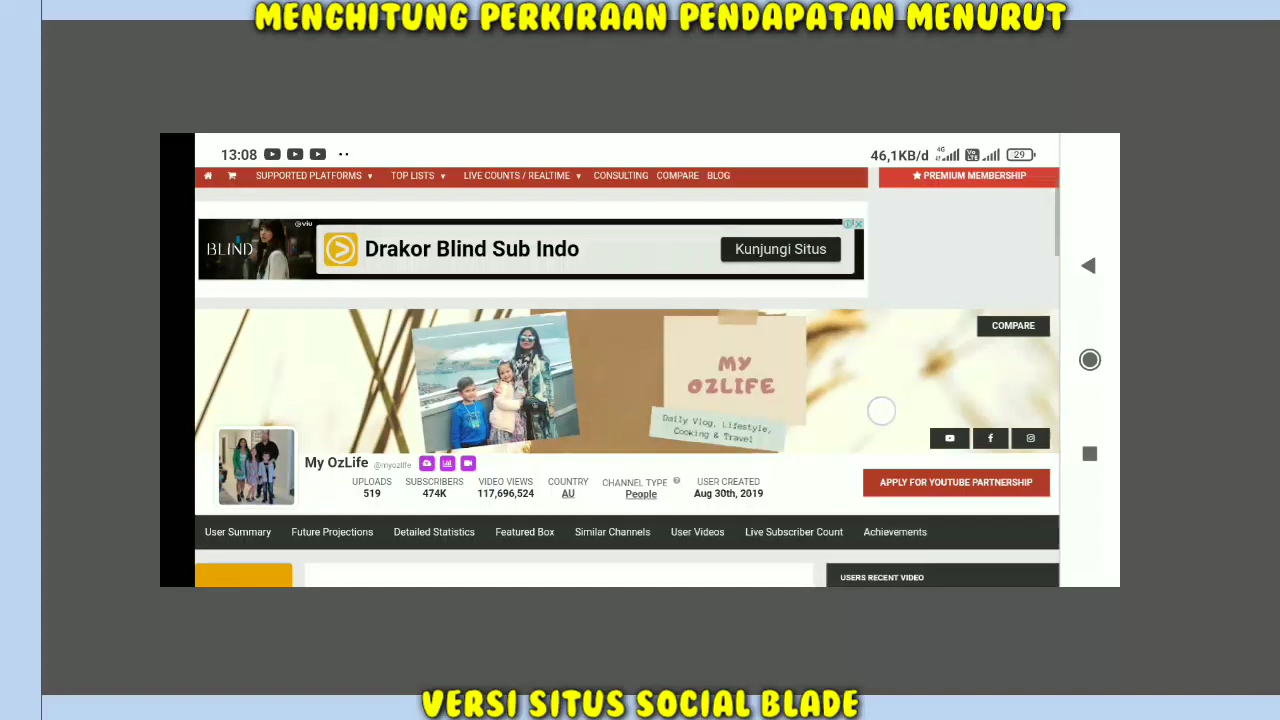 MENGHITUNG PERKIRAAN PENDAPATAN MENURUT
13:08
46,1KB/d 4G Vo LTE 29
SUPPORTED PLATFORMS TOP LISTS LIVE COUNTS / REALTIME CONSULTING COMPARE BLOG
PREMIUM MEMBERSHIP
viu
BLIND
Drakor Blind Sub Indo
Kunjungi Situs
COMPARE
MY
OZLIFE
Daily Vlog, Lifestyle,
Cooking & Travel
My OzLife @myozlife
UPLOADS SUBSCRIBERS VIDEO VIEWS COUNTRY CHANNEL TYPE USER CREATED
519 474K 117,696,524 AU People Aug 30th, 2019
APPLY FOR YOUTUBE PARTNERSHIP
User Summary Future Projections Detailed Statistics Featured Box Similar Channels User Videos Live Subscriber Count Achievements
USERS RECENT VIDEO
VERSI SITUS SOCIAL BLADE